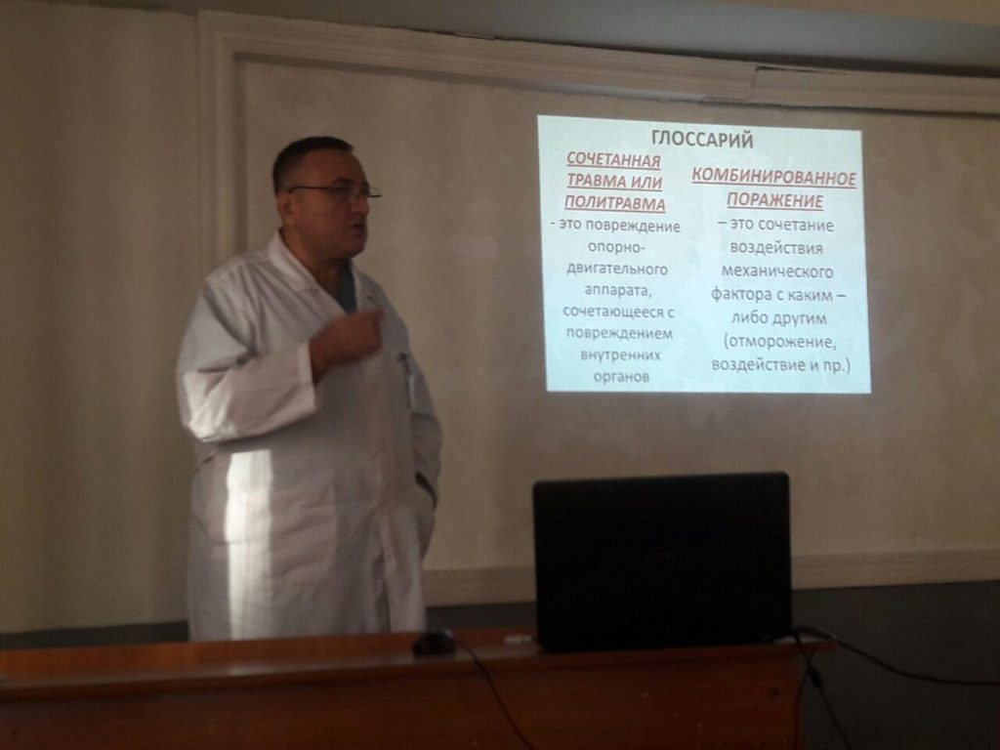 ГЛОССАРИЙ
СОЧЕТАННАЯ
ТРАВМА ИЛИ
ПОЛИТРАВМА
- это повреждение
опорно-
двигательного
аппарата,
сочетающееся с
повреждением
внутренних
органов
КОМБИНИРОВАННОЕ
ПОРАЖЕНИЕ
– это сочетание
воздействия
механического
фактора с каким –
либо другим
(отморожение,
воздействие и пр.)